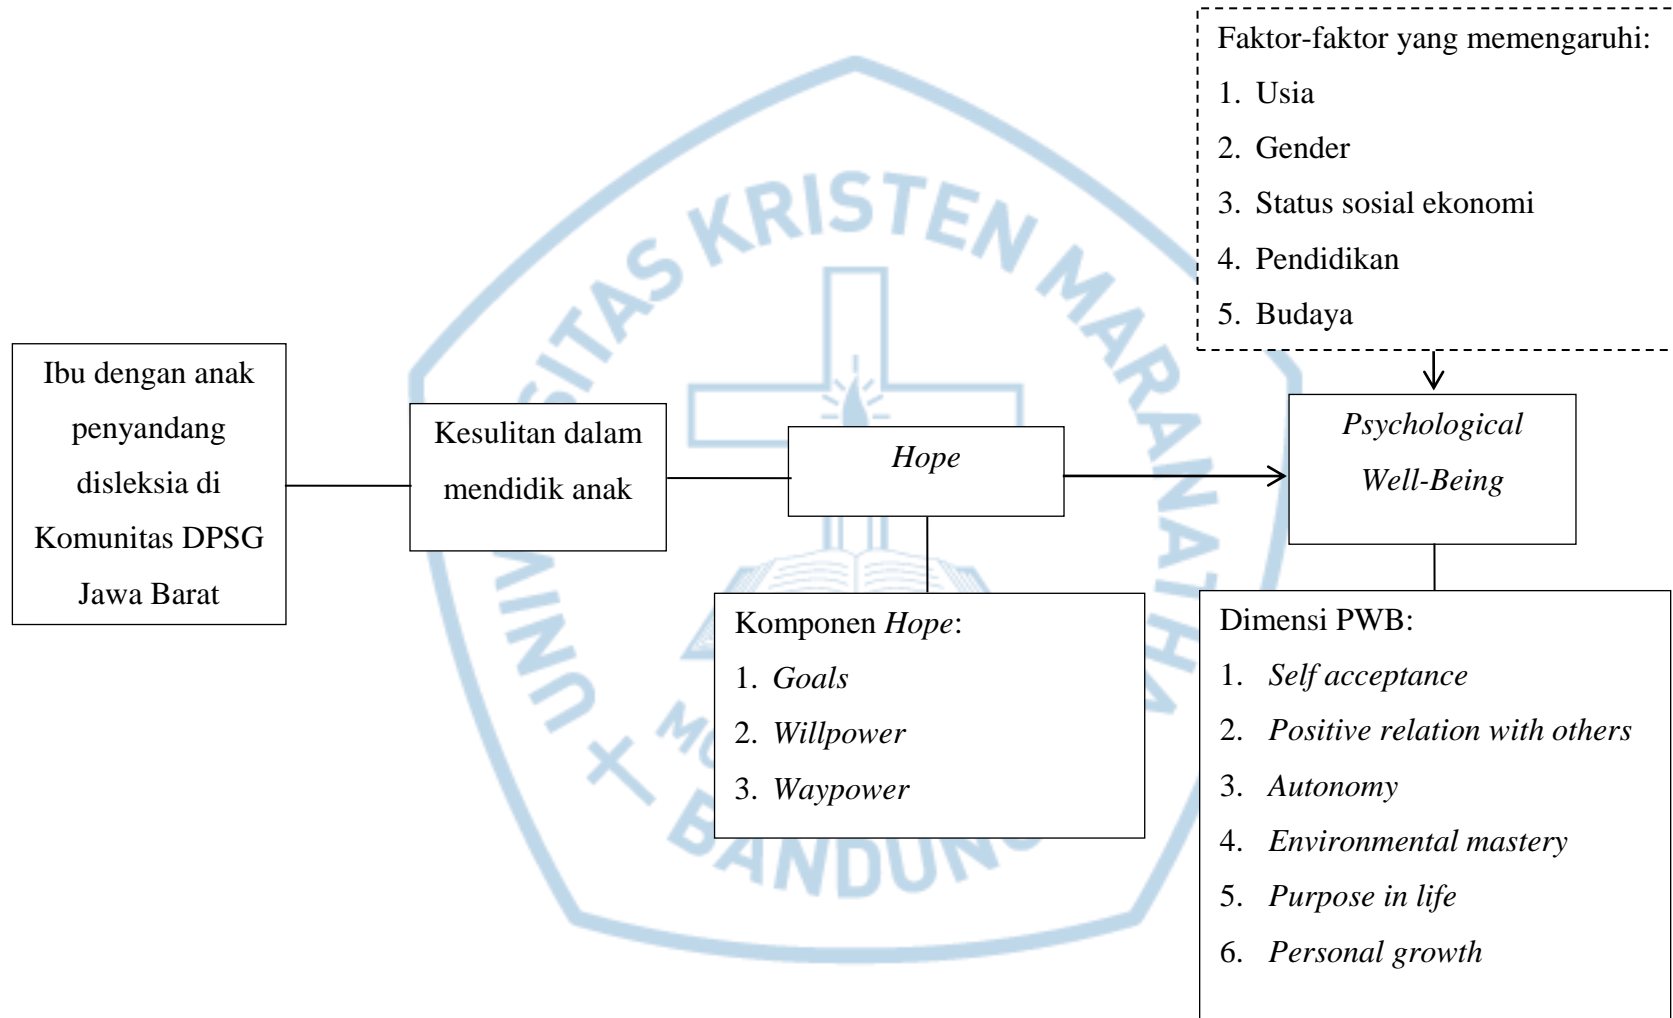 Faktor-faktor yang memengaruhi:
1. Usia
2. Gender
3. Status sosial ekonomi
4. Pendidikan
5. Budaya
Ibu dengan anak
penyandang
disleksia di
Komunitas DPSG
Jawa Barat
Kesulitan dalam
mendidik anak
Hope
Psychological
Well-Being
Komponen Hope:
1. Goals
2. Willpower
3. Waypower
Dimensi PWB:
1. Self acceptance
2. Positive relation with others
3. Autonomy
4. Environmental mastery
5. Purpose in life
6. Personal growth
KRISTEN
BANDUNG